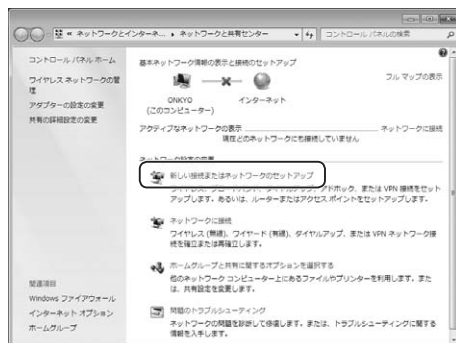 « ネットワークとインターネ... ▸ ネットワークと共有センター
コントロール パネルの検索
コントロール パネル ホーム
ワイヤレス ネットワークの管
理
アダプターの設定の変更
共有の詳細設定の変更
基本ネットワーク情報の表示と接続のセットアップ
フル マップの表示
ONKYO
(このコンピューター)
インターネット
アクティブなネットワークの表示
ネットワークに接続
現在どのネットワークにも接続していません
ネットワーク設定の変更
新しい接続またはネットワークのセットアップ
ワイヤレス、ブロードバンド、ダイヤルアップ、アドホック、または VPN 接続をセット
アップします。あるいは、ルーターまたはアクセス ポイントをセットアップします。
ネットワークに接続
ワイヤレス (無線)、ワイヤード (有線)、ダイヤルアップ、または VPN ネットワーク接
続を確立または再確立します。
ホームグループと共有に関するオプションを選択する
他のネットワーク コンピューター上にあるファイルやプリンターを利用します。また
は、共有設定を変更します。
問題のトラブルシューティング
ネットワークの問題を診断して修復します。または、トラブルシューティングに関する
情報を入手します。
関連項目
Windows ファイアウォール
インターネット オプション
ホームグループ